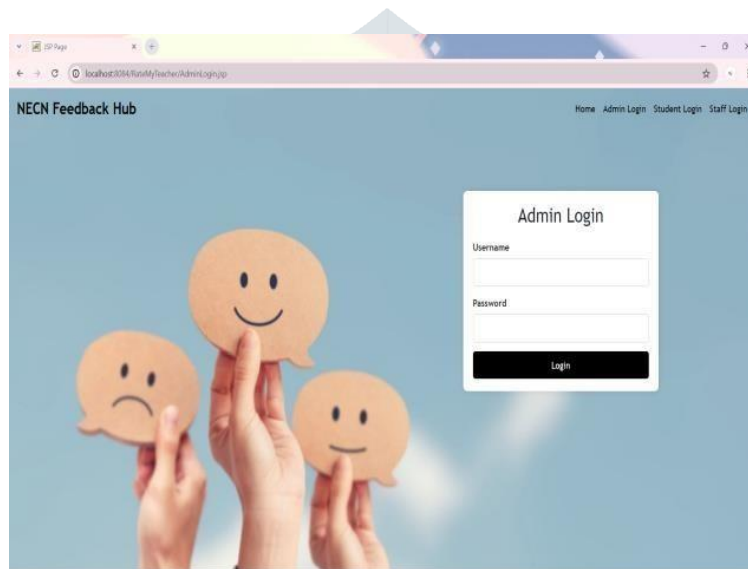 JSP Page
localhost:8084/RateMyTeacher/AdminLogin.jsp
NECN Feedback Hub
Home Admin Login Student Login Staff Login
Admin Login
Username
Password
Login